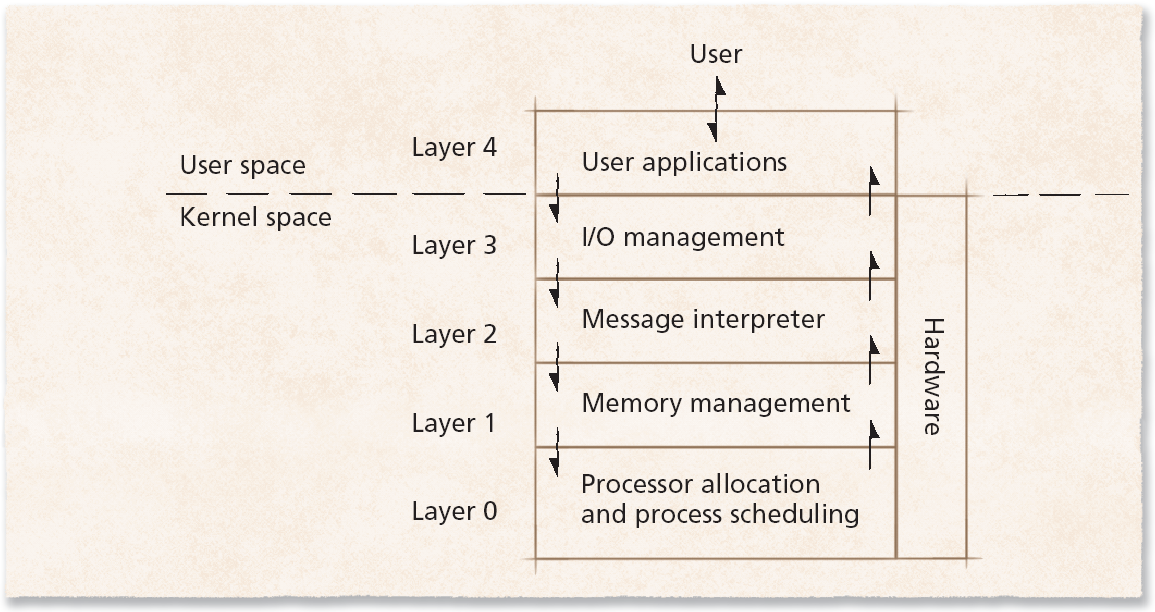 User
Layer 4
User applications
User space
Kernel space
Layer 3
I/O management
Layer 2
Message interpreter
Layer 1
Memory management
Layer 0
Processor allocation
and process scheduling
Hardware